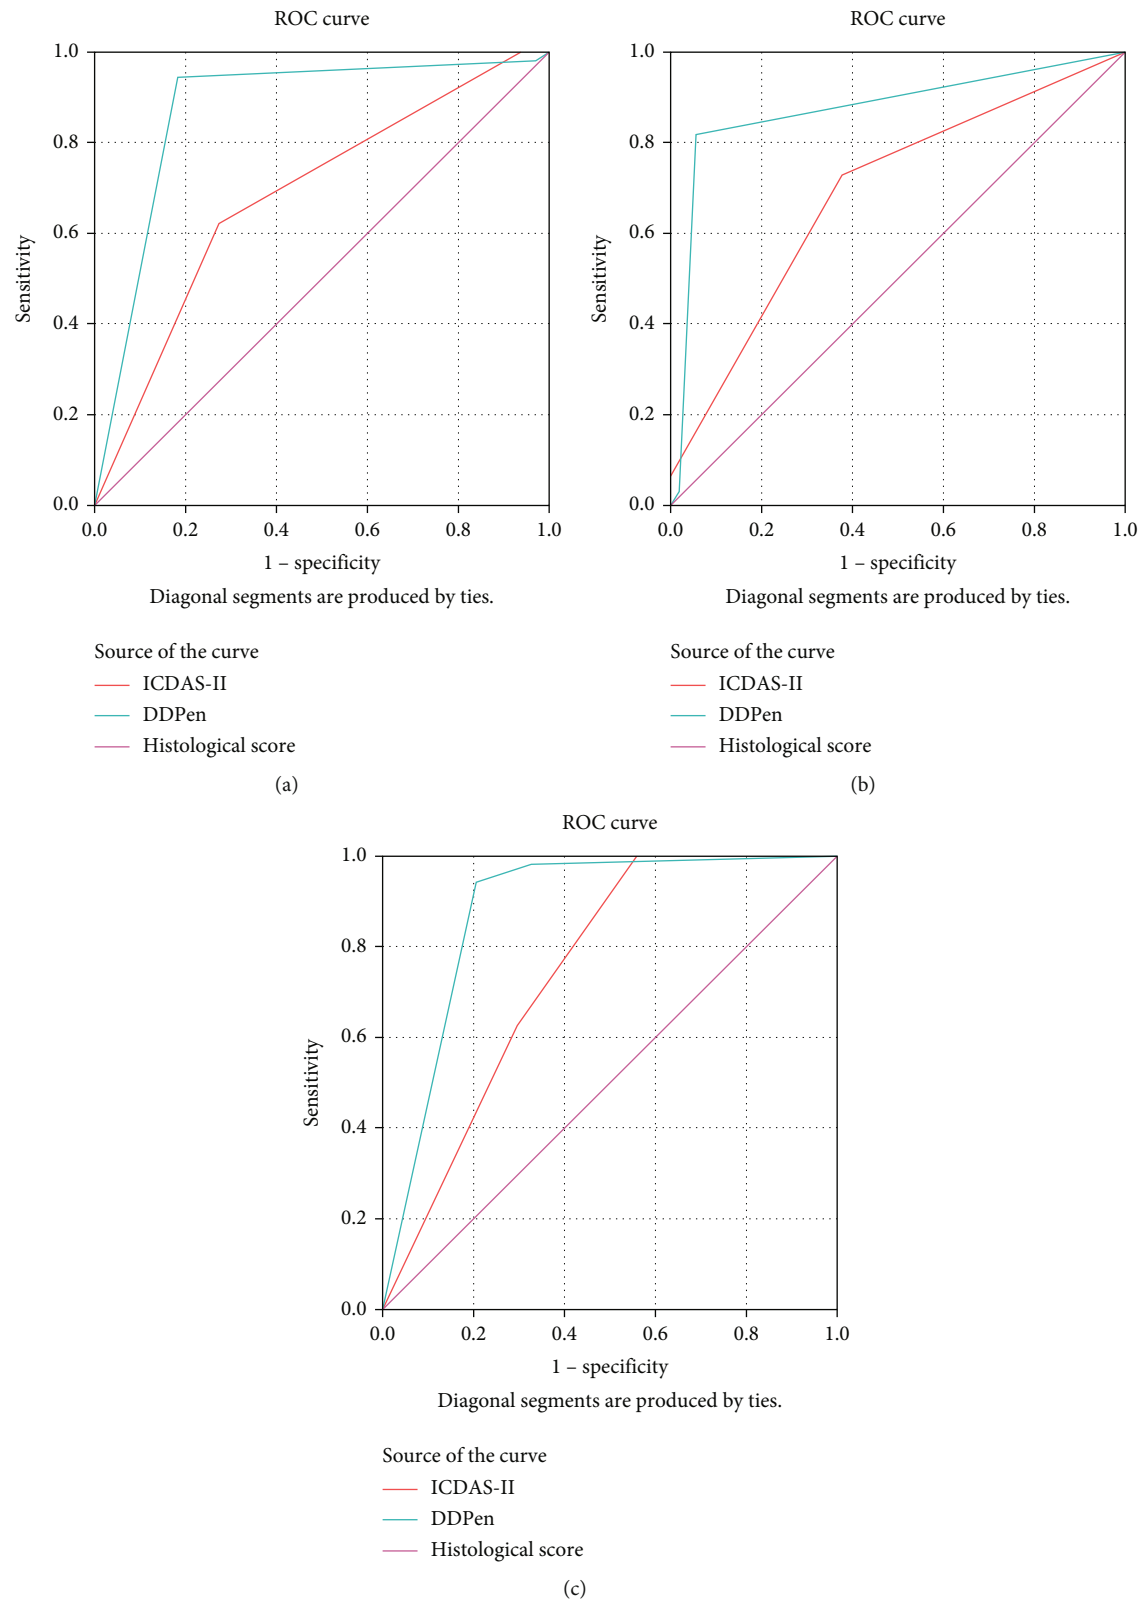 ROC curve
1.0
0.8
0.6
0.4
0.2
0.0
Sensitivity
0.0 0.2 0.4 0.6 0.8 1.0
1 – specificity
Diagonal segments are produced by ties.
Source of the curve
ICDAS-II
DDPen
Histological score
(a)
ROC curve
1.0
0.8
0.6
0.4
0.2
0.0
Sensitivity
0.0 0.2 0.4 0.6 0.8 1.0
1 – specificity
Diagonal segments are produced by ties.
Source of the curve
ICDAS-II
DDPen
Histological score
(b)
ROC curve
1.0
0.8
0.6
0.4
0.2
0.0
Sensitivity
0.0 0.2 0.4 0.6 0.8 1.0
1 – specificity
Diagonal segments are produced by ties.
Source of the curve
ICDAS-II
DDPen
Histological score
(c)